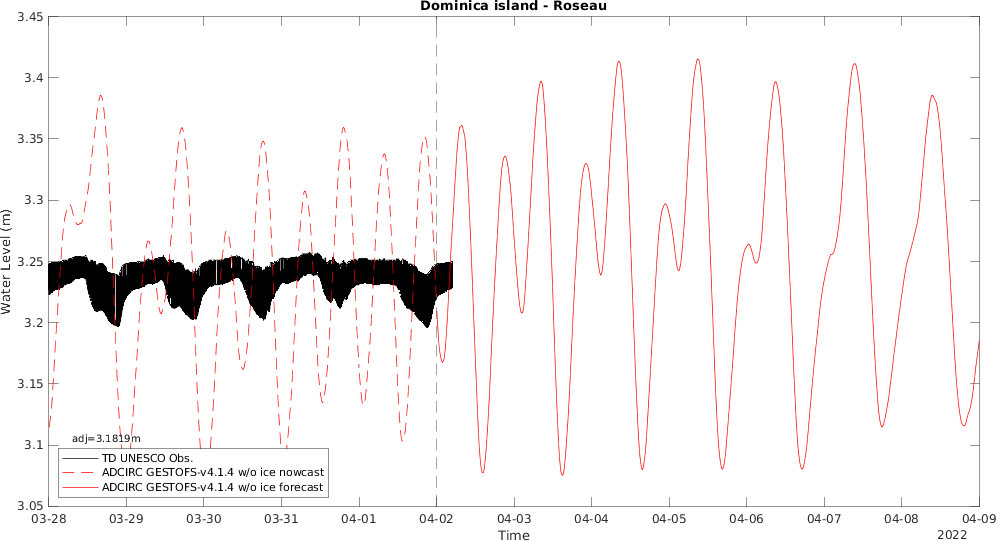 Dominica island - Roseau
3.45
3.4
3.35
3.3
3.25
3.2
3.15
3.1
3.05
Water Level (m)
adj=3.1819m
TD UNESCO Obs.
ADCIRC GESTOFS-v4.1.4 w/o ice nowcast
ADCIRC GESTOFS-v4.1.4 w/o ice forecast
03-28 03-29 03-30 03-31 04-01 04-02 04-03 04-04 04-05 04-06 04-07 04-08 04-09
Time
2022